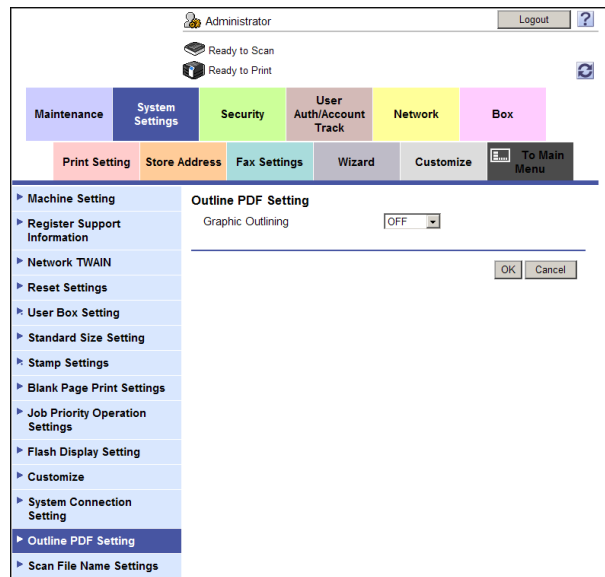 Administrator
Logout
?
Ready to Scan
Ready to Print
Maintenance
System
Settings
Security
User
Auth/Account
Track
Network
Box
Print Setting
Store Address
Fax Settings
Wizard
Customize
To Main
Menu
Machine Setting
Register Support
Information
Network TWAIN
Reset Settings
User Box Setting
Standard Size Setting
Stamp Settings
Blank Page Print Settings
Job Priority Operation
Settings
Flash Display Setting
Customize
System Connection
Setting
Outline PDF Setting
Scan File Name Settings
Outline PDF Setting
Graphic Outlining
OFF
OK
Cancel